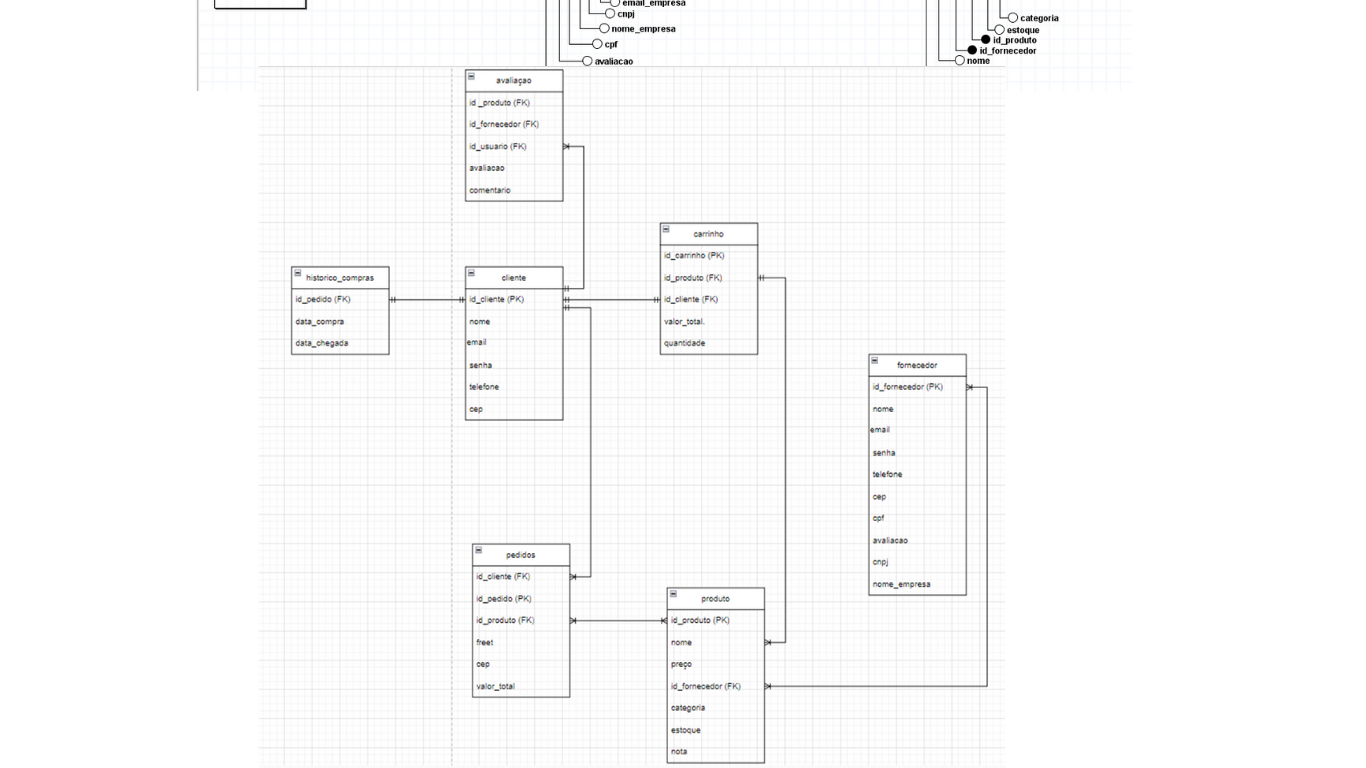 email_empresa
cnpj
nome_empresa
cpf
avaliacao
categoria
estoque
id_produto
id_fornecedor
nome
avaliaçao
id _produto (FK)
id_fornecedor (FK)
id_usuario (FK)
avaliacao
comentario
historico_compras
id_pedido (FK)
data_compra
data_chegada
cliente
id_cliente (PK)
nome
email
senha
telefone
cep
carrinho
id_carrinho (PK)
id_produto (FK)
id_cliente (FK)
valor_total.
quantidade
fornecedor
id_fornecedor (PK)
nome
email
senha
telefone
cep
cpf
avaliacao
cnpj
nome_empresa
pedidos
id_cliente (FK)
id_pedido (PK)
id_produto (FK)
freet
cep
valor_total
produto
id_produto (PK)
nome
preço
id_fornecedor (FK)
categoria
estoque
nota